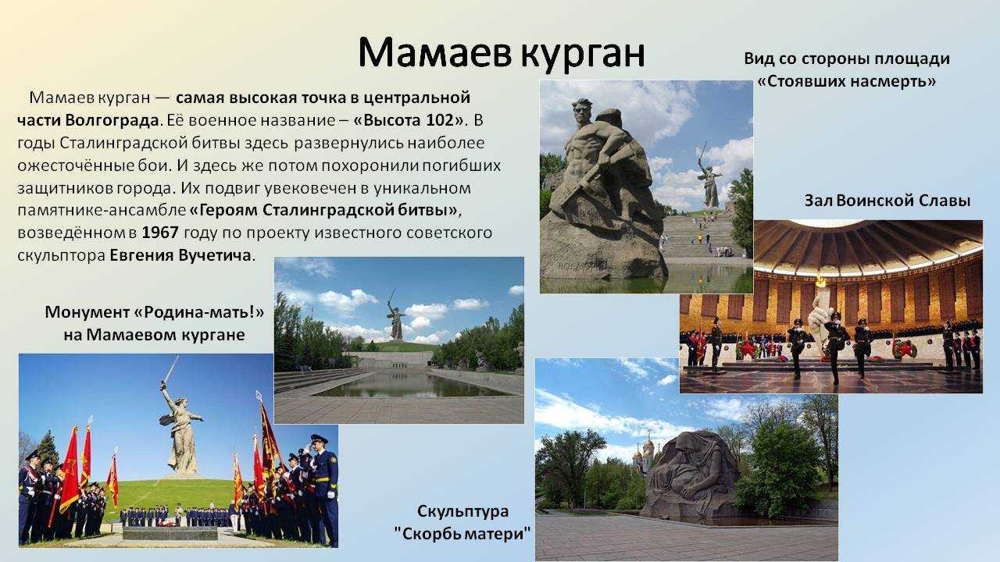 Мамаев курган
Мамаев курган — самая высокая точка в центральной
части Волгограда. Её военное название – «Высота 102». В
годы Сталинградской битвы здесь развернулись наиболее
ожесточённые бои. И здесь же потом похоронили погибших
защитников города. Их подвиг увековечен в уникальном
памятнике-ансамбле «Героям Сталинградской битвы»,
возведённом в 1967 году по проекту известного советского
скульптора Евгения Вучетича.
Вид со стороны площади
«Стоявших насмерть»
Зал Воинской Славы
Монумент «Родина-мать!»
на Мамаевом кургане
Скульптура
"Скорбь матери"